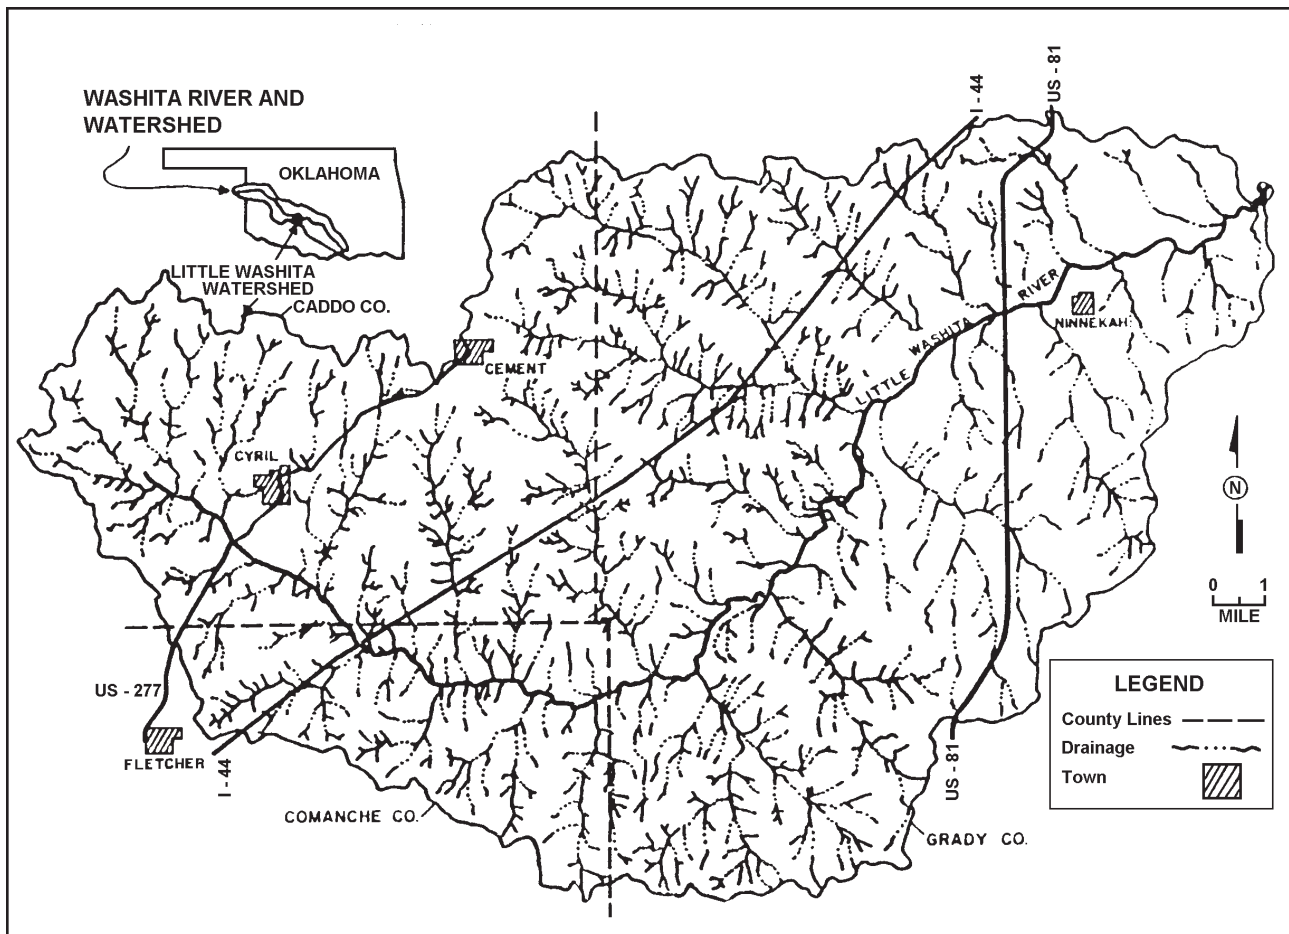 WASHITA RIVER AND
WATERSHED
OKLAHOMA
LITTLE WASHITA
WATERSHED
CADDO CO.
I - 44
US - 81
CEMENT
CYRIL
LITTLE WASHITA RIVER
NINNEKAH
N
0 1
MILE
US - 277
FLETCHER
I - 44
COMANCHE CO.
US - 81
GRADY CO.
LEGEND
County Lines
Drainage
Town